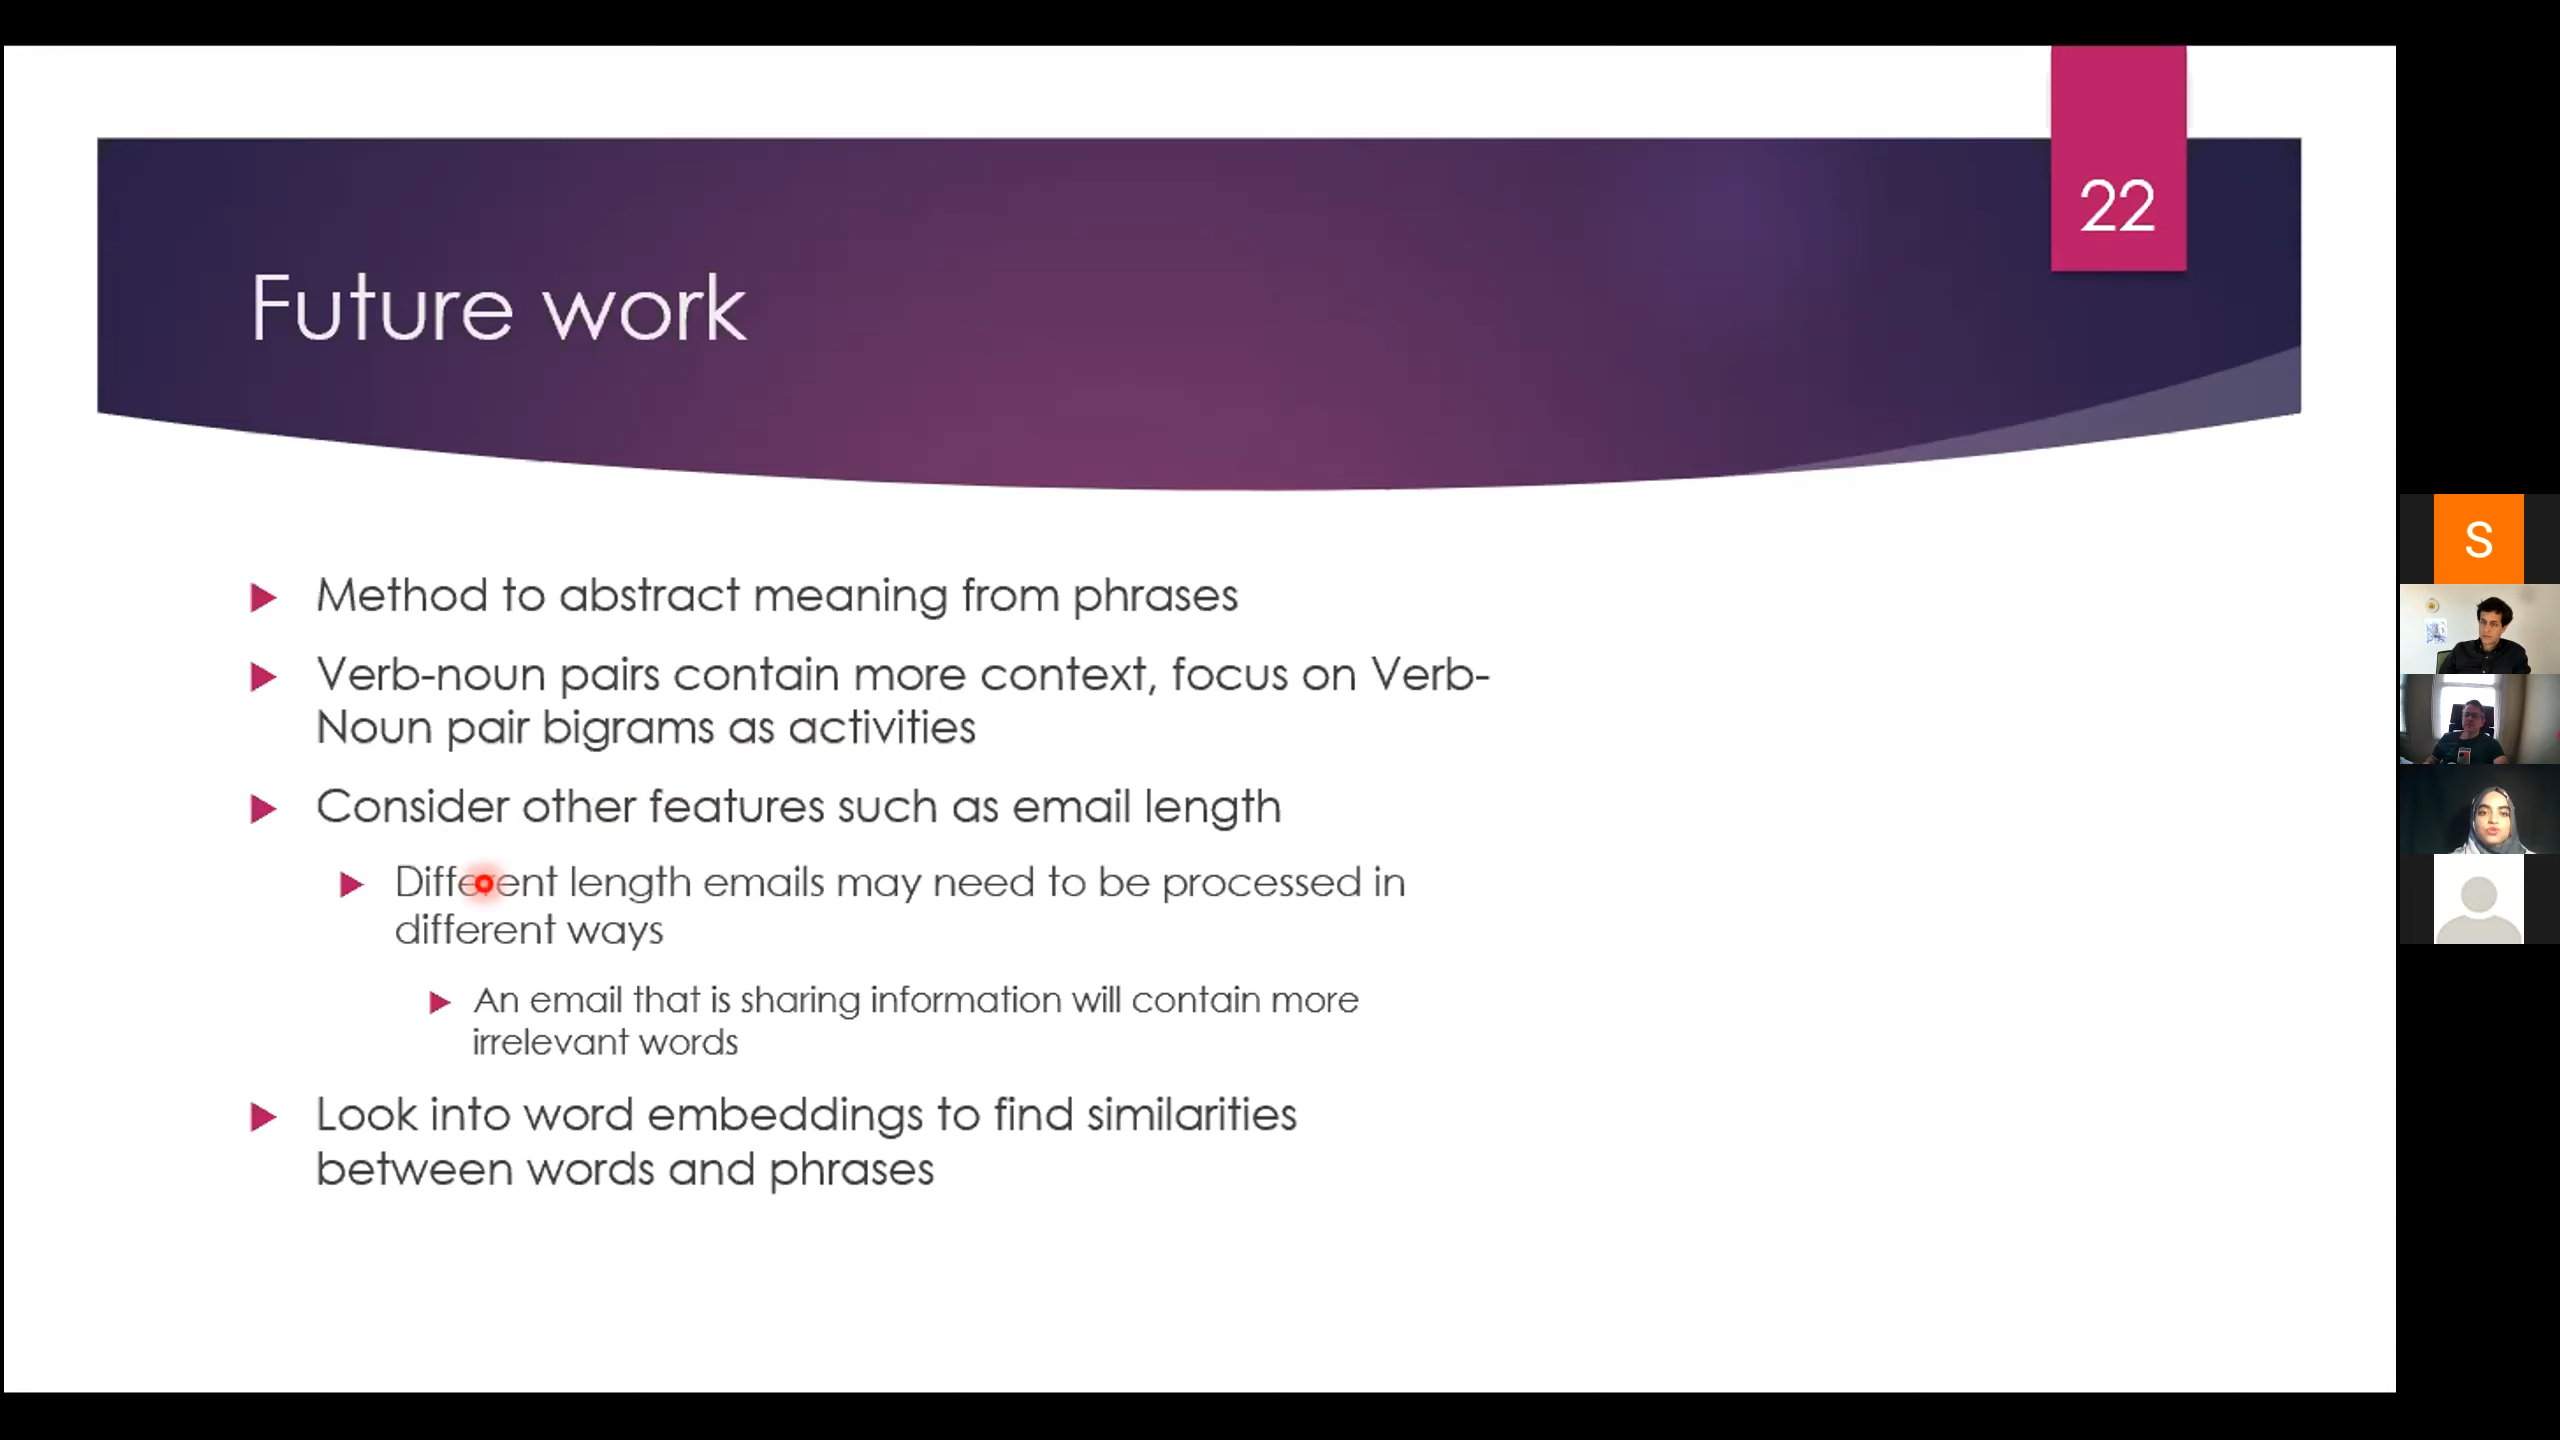 22
Future work
Method to abstract meaning from phrases
Verb-noun pairs contain more context, focus on Verb-
Noun pair bigrams as activities
Consider other features such as email length
Different length emails may need to be processed in
different ways
An email that is sharing information will contain more
irrelevant words
Look into word embeddings to find similarities
between words and phrases
S